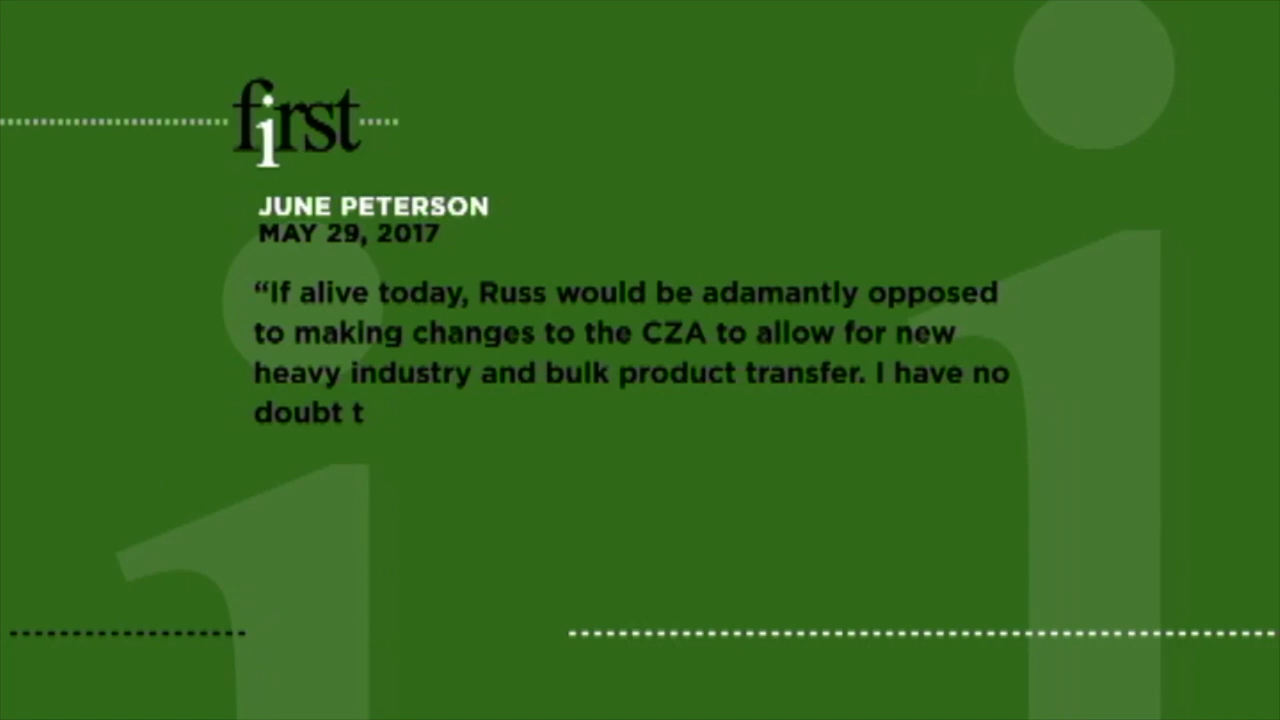 first
JUNE PETERSON
MAY 29, 2017
“If alive today, Russ would be adamantly opposed
to making changes to the CZA to allow for new
heavy industry and bulk product transfer. I have no
doubt t